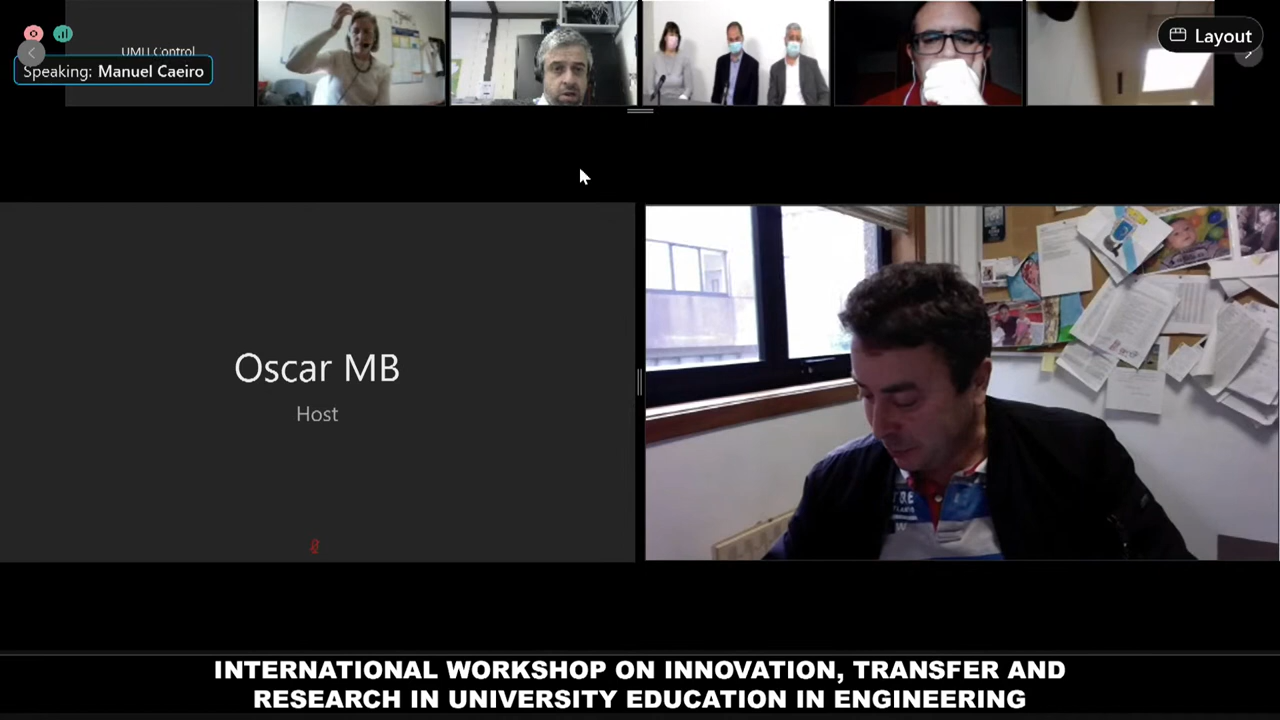 UMU Control
Layout
Speaking: Manuel Caeiro
Oscar MB
Host
INTERNATIONAL WORKSHOP ON INNOVATION, TRANSFER AND
RESEARCH IN UNIVERSITY EDUCATION IN ENGINEERING